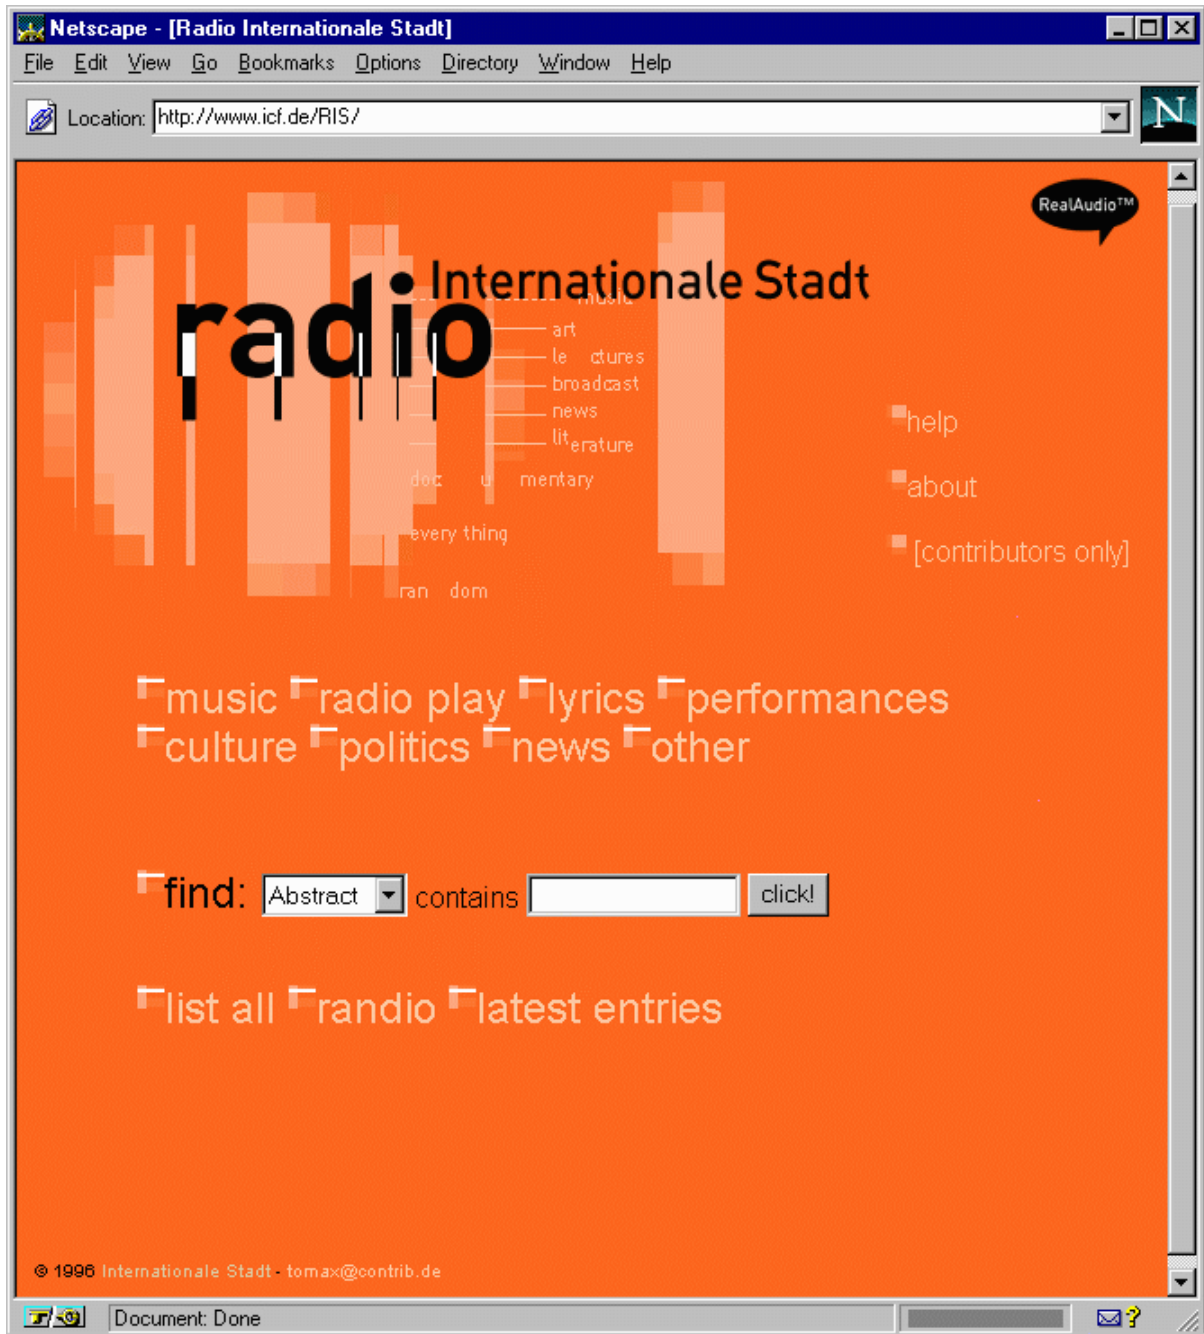 Netscape - [Radio Internationale Stadt]
File Edit View Go Bookmarks Options Directory Window Help
Location: http://www.icf.de/RIS/
N
RealAudio™
Internationale Stadt
radio
music
art
le ctures
broadcast
news
lit erature
doc u mentary
every thing
ran dom
help
about
[contributors only]
music radio play lyrics performances
culture politics news other
find: Abstract contains click!
list all randio latest entries
© 1996 Internationale Stadt - tomax@contrib.de
Document: Done